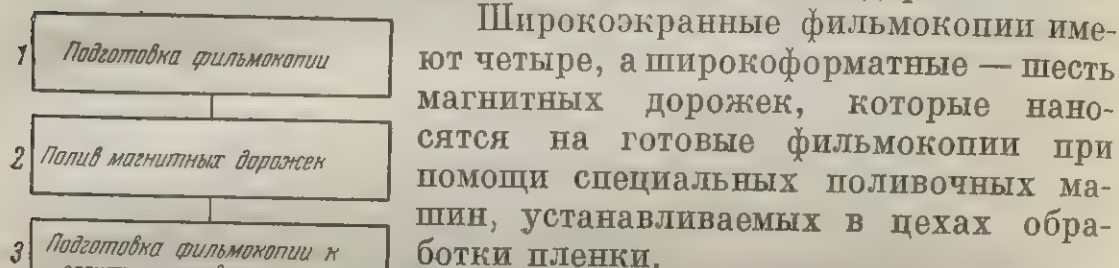 1 Подготовка фильмокопии
2 Полив магнитных дорожек
3 Подготовка фильмокопии к
Широкоэкранные фильмокопии име-
ют четыре, а широкоформатные — шесть
магнитных дорожек, которые нано-
сятся на готовые фильмокопии при
помощи специальных поливочных ма-
шин, устанавливаемых в цехах обра-
ботки пленки.